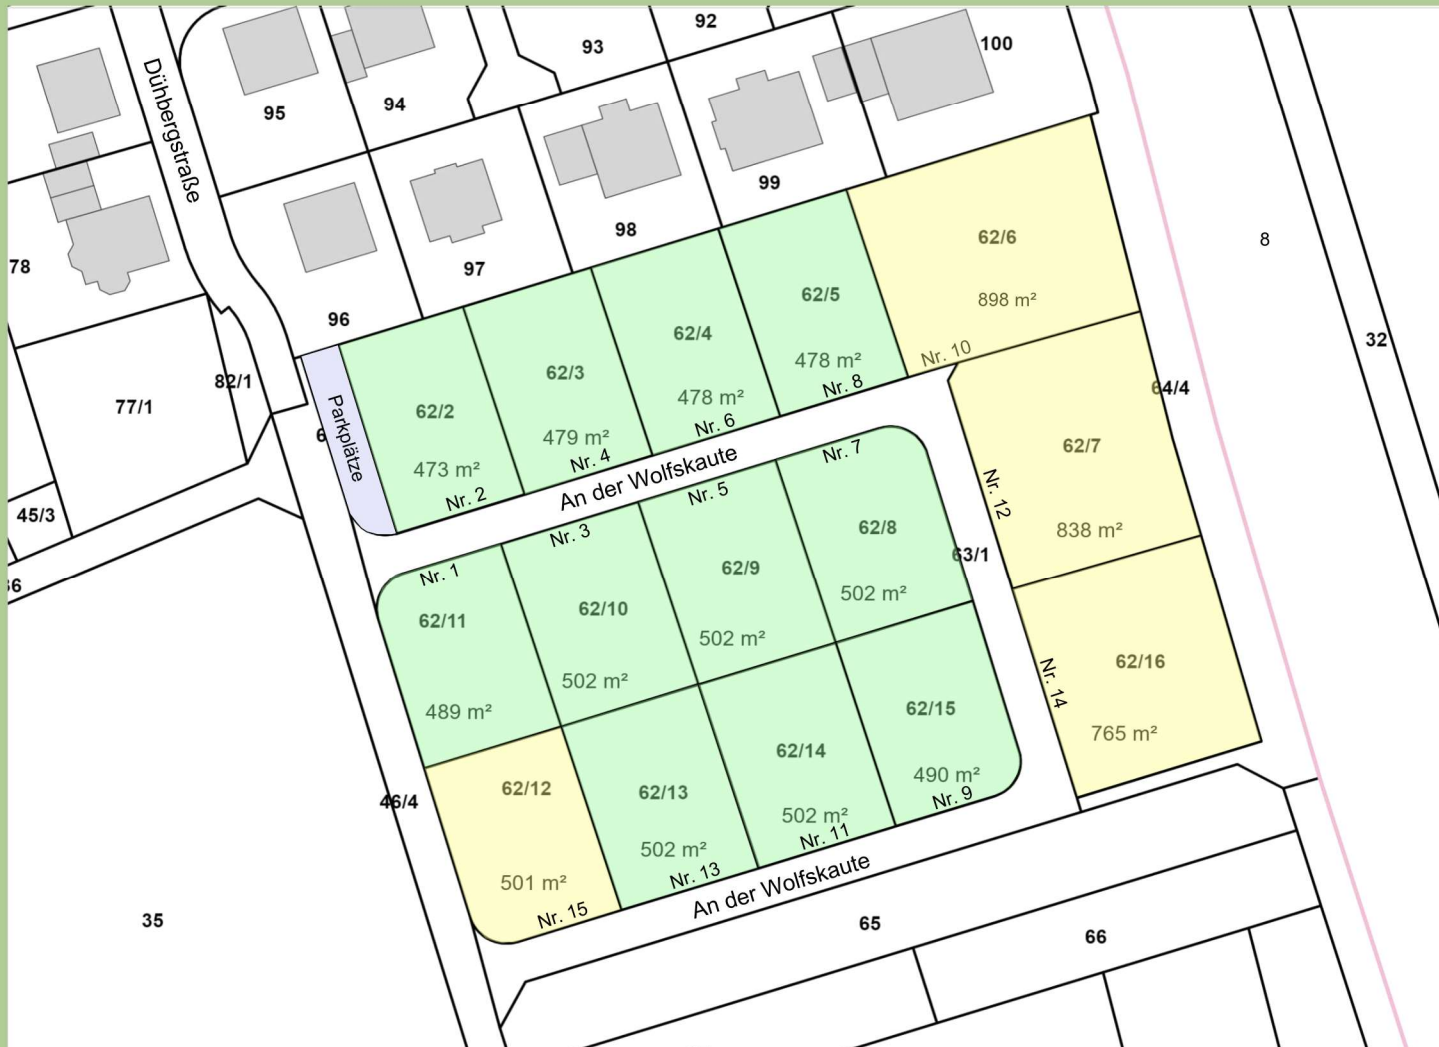 92
93
100
Dühbergstraße
95
94
99
98
97
78
96
62/6
8
898 m²
62/5
62/4
478 m²
Nr. 10
32
62/3
478 m²
Nr. 8
82/1
64/4
77/1
62/2
479 m²
Nr. 6
Parkplätze
6
473 m²
Nr. 4
Nr. 2
An der Wolfskaute
Nr. 7
62/7
Nr. 5
Nr. 12
45/3
Nr. 3
62/8
838 m²
63/1
Nr. 1
62/9
36
62/10
502 m²
62/11
502 m²
62/16
Nr. 14
502 m²
489 m²
62/15
765 m²
62/14
46/4
62/12
62/13
490 m²
Nr. 9
502 m²
Nr. 11
502 m²
Nr. 13
501 m²
Nr. 15
An der Wolfskaute
35
65
66